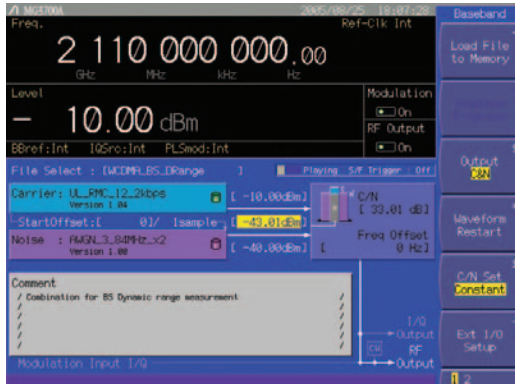 MG3700A 2005/08/25 18:07:28
Freq. Ref-Clk Int
2 110 000 000.00
GHz MHz kHz Hz
Level
- 10.00 dBm
Modulation
On
RF Output
On
BBref:Int IQSrc:Int PLSmod:Int
File Select : [WCDMA_BS_DRange ] Playing S/F Trigger : Off
Carrier: UL_RMC_12_2kbps [ -10.00dBm]
Version 1.04
C/N
[ 33.01 dB]
StartOffset:[ 0]/ 1sample [ -43.01dBm]
Noise : AWGN_3_84MHz_x2 [ -40.00dBm]
Version 1.00
Freq Offset
[ 0 Hz]
Comment
/ Combination for BS Dynamic range measurement /
/ /
/ /
/ /
/ /
/ /
I/Q
Output
CW RF
Output
Modulation Input I/Q
Baseband
Load File
to Memory
Output
C&N
Waveform
Restart
C/N Set
Constant
Ext I/O
Setup
1 2